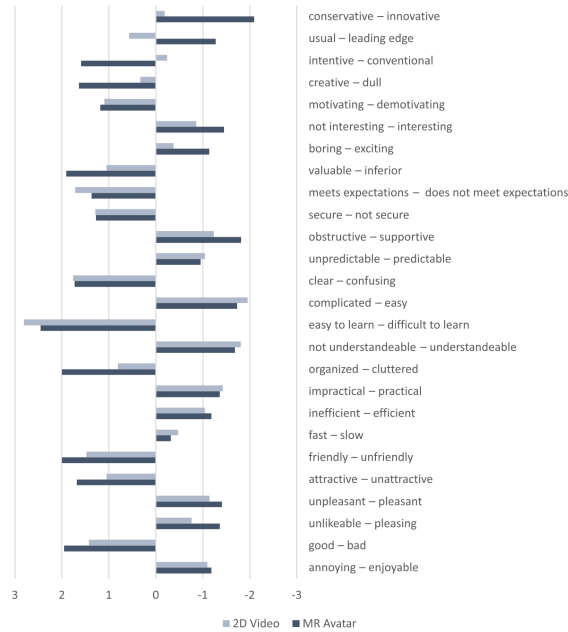 conservative – innovative
usual – leading edge
intentive – conventional
creative – dull
motivating – demotivating
not interesting – interesting
boring – exciting
valuable – inferior
meets expectations – does not meet expectations
secure – not secure
obstructive – supportive
unpredictable – predictable
clear – confusing
complicated – easy
easy to learn – difficult to learn
not understandeable – understandeable
organized – cluttered
impractical – practical
inefficient – efficient
fast – slow
friendly – unfriendly
attractive – unattractive
unpleasant – pleasant
unlikeable – pleasing
good – bad
annoying – enjoyable
3 2 1 0 -1 -2 -3
2D Video MR Avatar